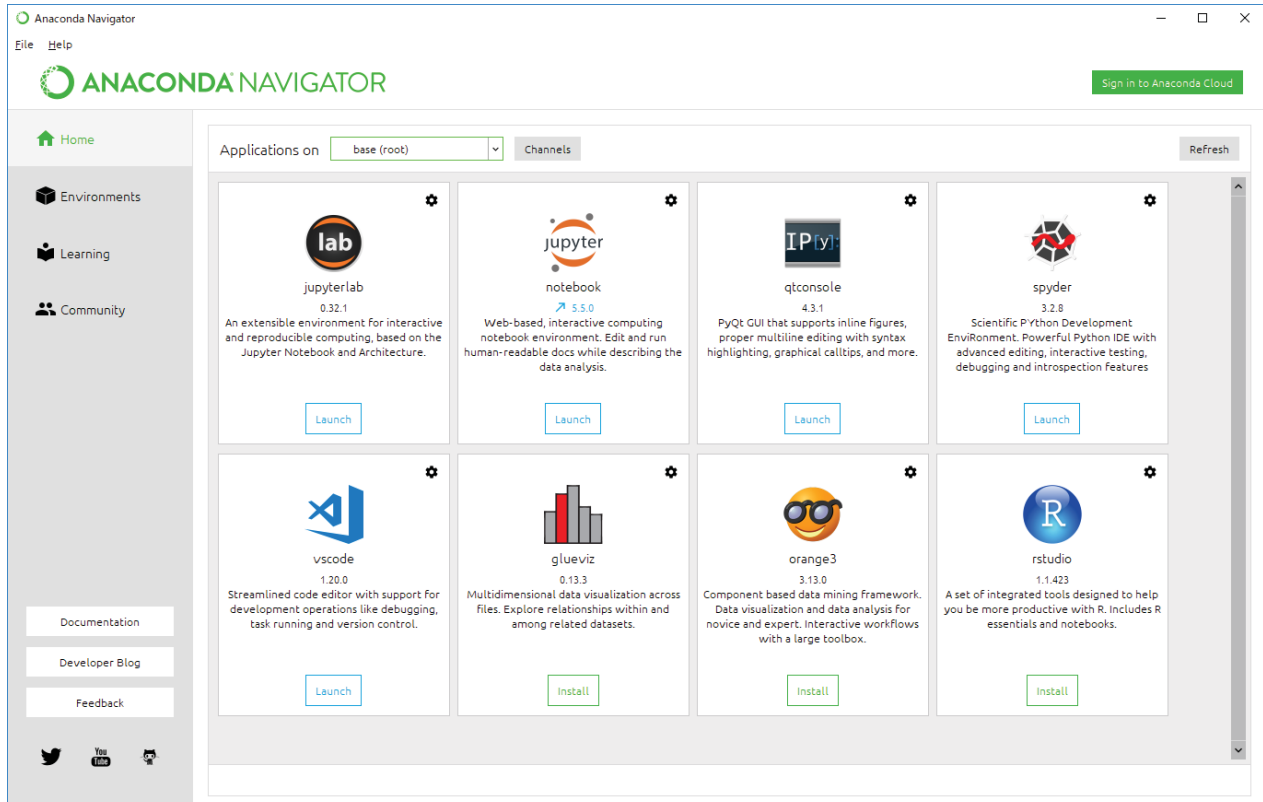 Anaconda Navigator
File Help
ANACONDA NAVIGATOR
Sign in to Anaconda Cloud
Home
Environments
Learning
Community
Documentation
Developer Blog
Feedback
You
Tube
Applications on base (root) Channels Refresh
lab
jupyterlab
0.32.1
An extensible environment for interactive
and reproducible computing, based on the
Jupyter Notebook and Architecture.
Launch
jupyter
notebook
5.5.0
Web-based, interactive computing
notebook environment. Edit and run
human-readable docs while describing the
data analysis.
Launch
IP[y]:
qtconsole
4.3.1
PyQt GUI that supports inline figures,
proper multiline editing with syntax
highlighting, graphical calltips, and more.
Launch
spyder
3.2.8
Scientific PYthon Development
EnviRonment. Powerful Python IDE with
advanced editing, interactive testing,
debugging and introspection features
Launch
vscode
1.20.0
Streamlined code editor with support for
development operations like debugging,
task running and version control.
Launch
glueviz
0.13.3
Multidimensional data visualization across
files. Explore relationships within and
among related datasets.
Install
orange3
3.13.0
Component based data mining framework.
Data visualization and data analysis for
novice and expert. Interactive workflows
with a large toolbox.
Install
R
rstudio
1.1.423
A set of integrated tools designed to help
you be more productive with R. Includes R
essentials and notebooks.
Install